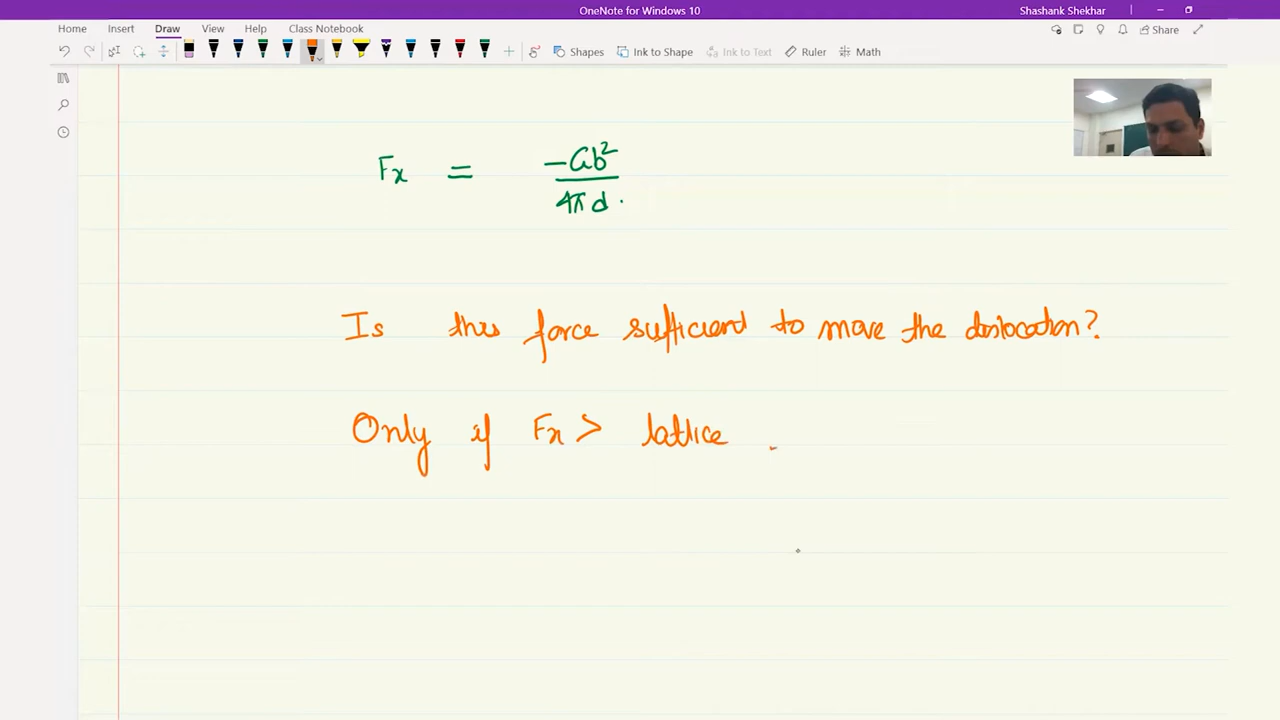 OneNote for Windows 10
Shashank Shekhar
Home Insert Draw View Help Class Notebook
Share
Shapes Ink to Shape Ink to Text Ruler Math
Fx = -Gb²/4πd.
Is this force sufficient to move the dislocation?
Only if Fx > lattice